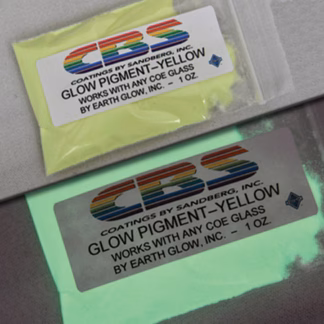 CBS
COATINGS BY SANDBERG, INC.
GLOW PIGMENT–YELLOW
WORKS WITH ANY COE GLASS
BY EARTH GLOW, INC. – 1 OZ.
CBS
COATINGS BY SANDBERG, INC.
GLOW PIGMENT–YELLOW
WORKS WITH ANY COE GLASS
BY EARTH GLOW, INC. – 1 OZ.